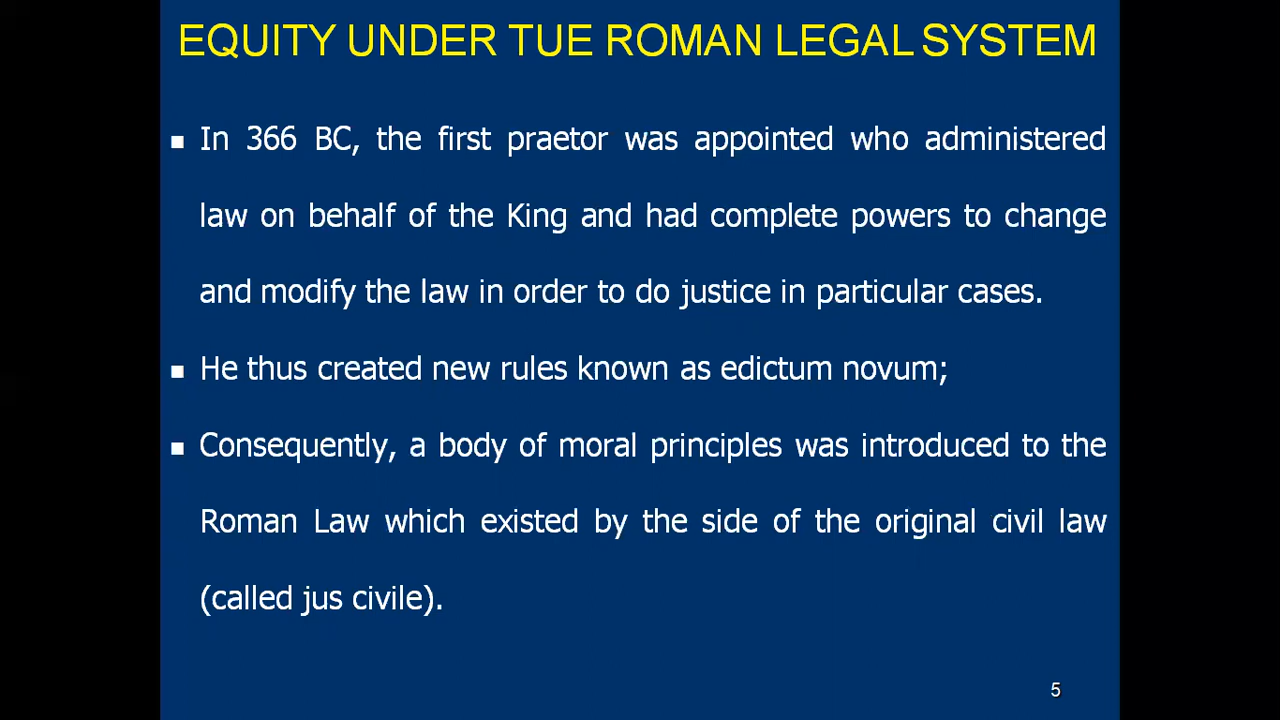 EQUITY UNDER TUE ROMAN LEGAL SYSTEM
In 366 BC, the first praetor was appointed who administered
law on behalf of the King and had complete powers to change
and modify the law in order to do justice in particular cases.
He thus created new rules known as edictum novum;
Consequently, a body of moral principles was introduced to the
Roman Law which existed by the side of the original civil law
(called jus civile).
5